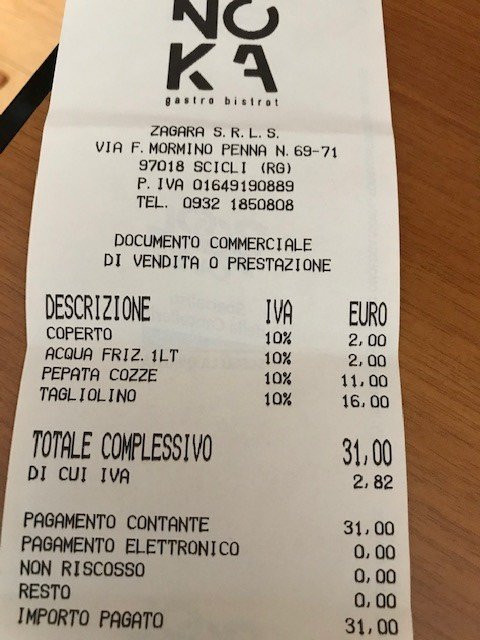 NO
KA
gastro bistrot
ZAGARA S.R.L.S.
VIA F. MORMINO PENNA N. 69-71
97018 SCICLI (RG)
P. IVA 01649190889
TEL. 0932 1850808
DOCUMENTO COMMERCIALE
DI VENDITA O PRESTAZIONE
DESCRIZIONE IVA EURO
COPERTO 10% 2,00
ACQUA FRIZ. 1LT 10% 2,00
PEPATA COZZE 10% 11,00
TAGLIOLINO 10% 16,00
TOTALE COMPLESSIVO 31,00
DI CUI IVA 2,82
PAGAMENTO CONTANTE 31,00
PAGAMENTO ELETTRONICO 0,00
NON RISCOSSO 0,00
RESTO 0,00
IMPORTO PAGATO 31,00